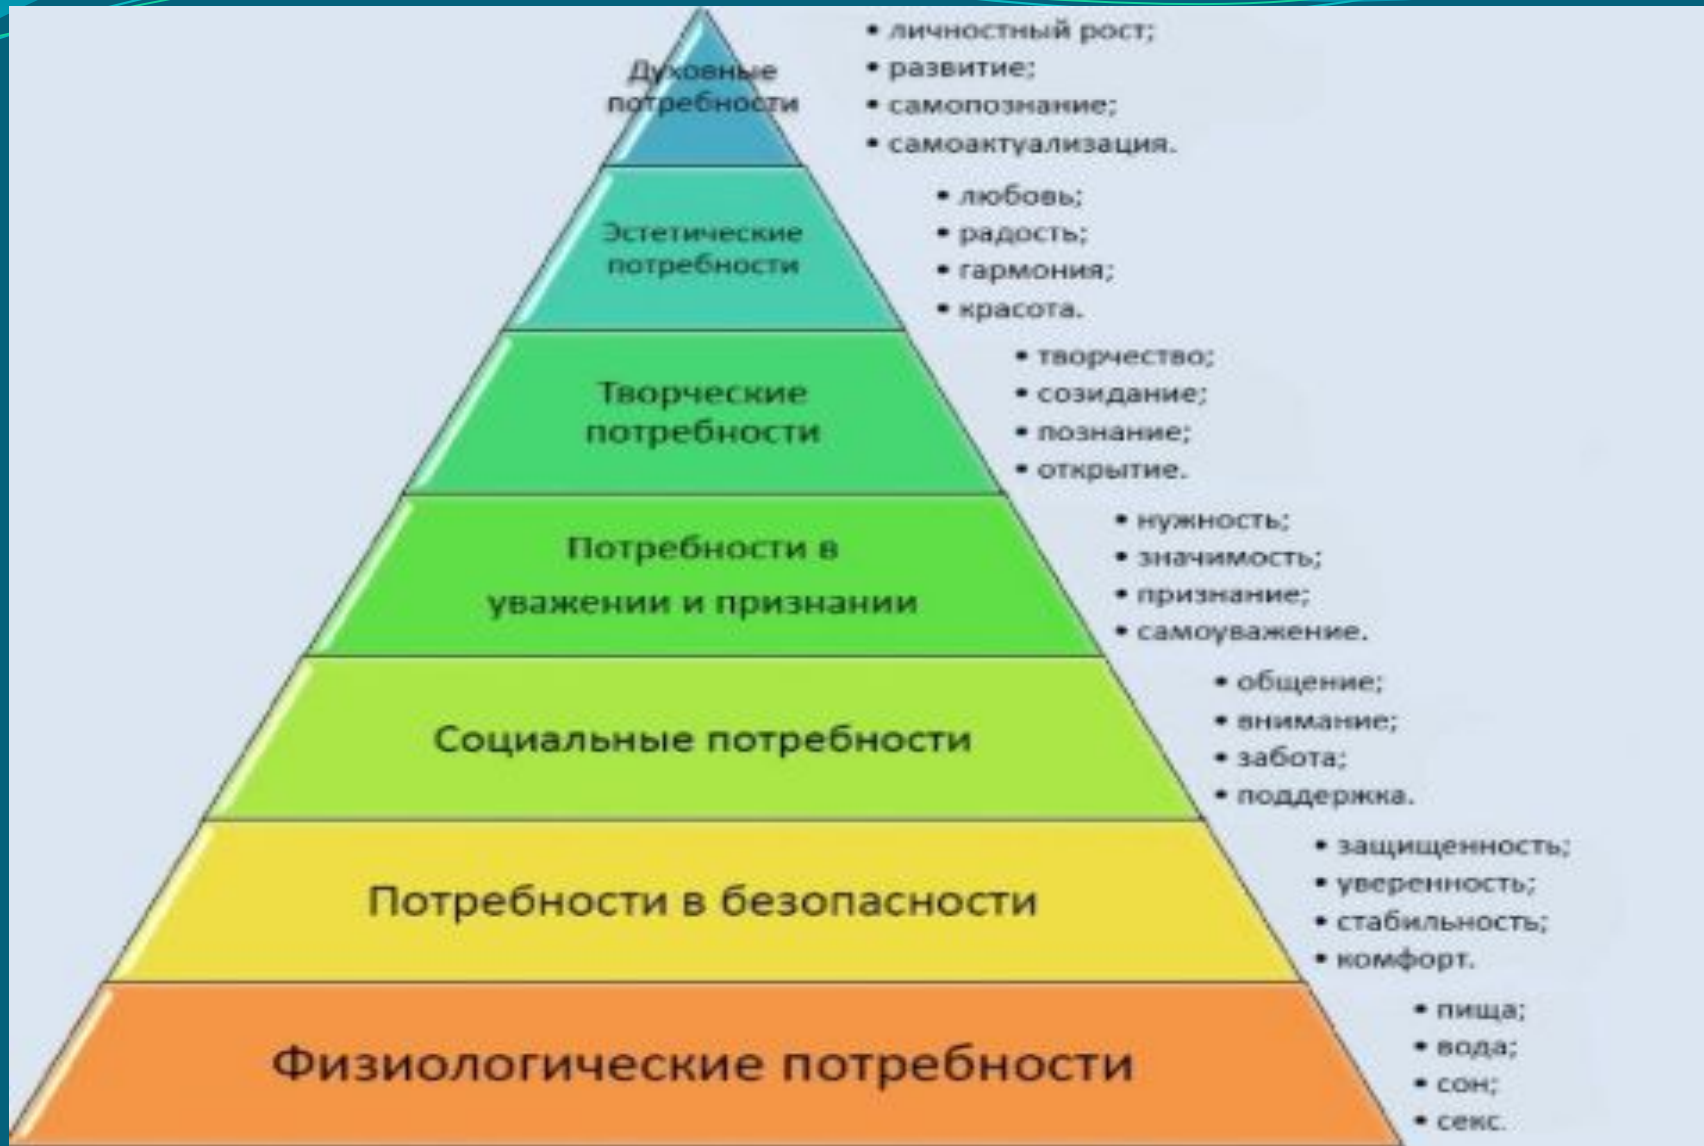 Духовные
потребности
• личностный рост;
• развитие;
• самопознание;
• самоактуализация.
Эстетические
потребности
• любовь;
• радость;
• гармония;
• красота.
Творческие
потребности
• творчество;
• созидание;
• познание;
• открытие.
Потребности в
уважении и признании
• нужность;
• значимость;
• признание;
• самоуважение.
Социальные потребности
• общение;
• внимание;
• забота;
• поддержка.
Потребности в безопасности
• защищенность;
• уверенность;
• стабильность;
• комфорт.
Физиологические потребности
• пища;
• вода;
• сон;
• секс.